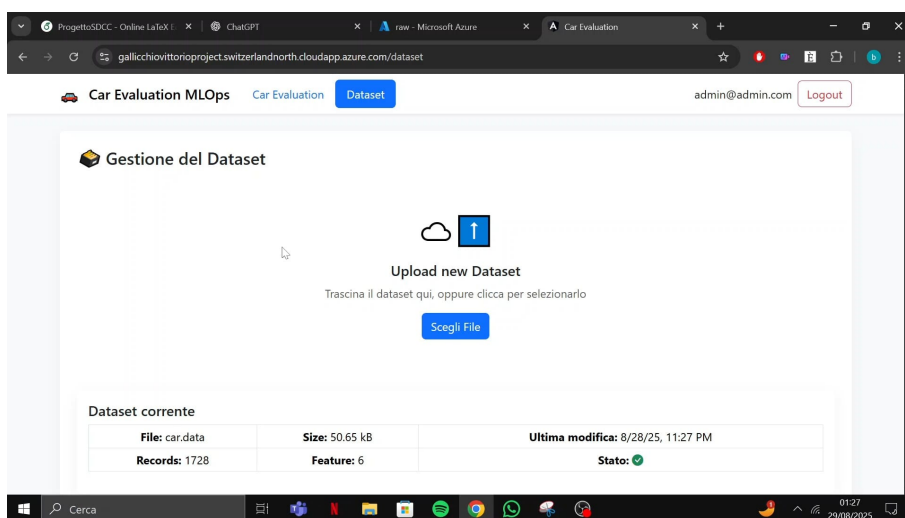 ProgettoSDCC - Online LaTeX E
ChatGPT
raw - Microsoft Azure
Car Evaluation
gallicchiovittorioproject.switzerlandnorth.cloudapp.azure.com/dataset
b
Car Evaluation MLOps
Car Evaluation
Dataset
admin@admin.com
Logout
Gestione del Dataset
Upload new Dataset
Trascina il dataset qui, oppure clicca per selezionarlo
Scegli File
Dataset corrente
File: car.data Size: 50.65 kB Ultima modifica: 8/28/25, 11:27 PM
Records: 1728 Feature: 6 Stato:
Cerca
01:27
29/08/2025